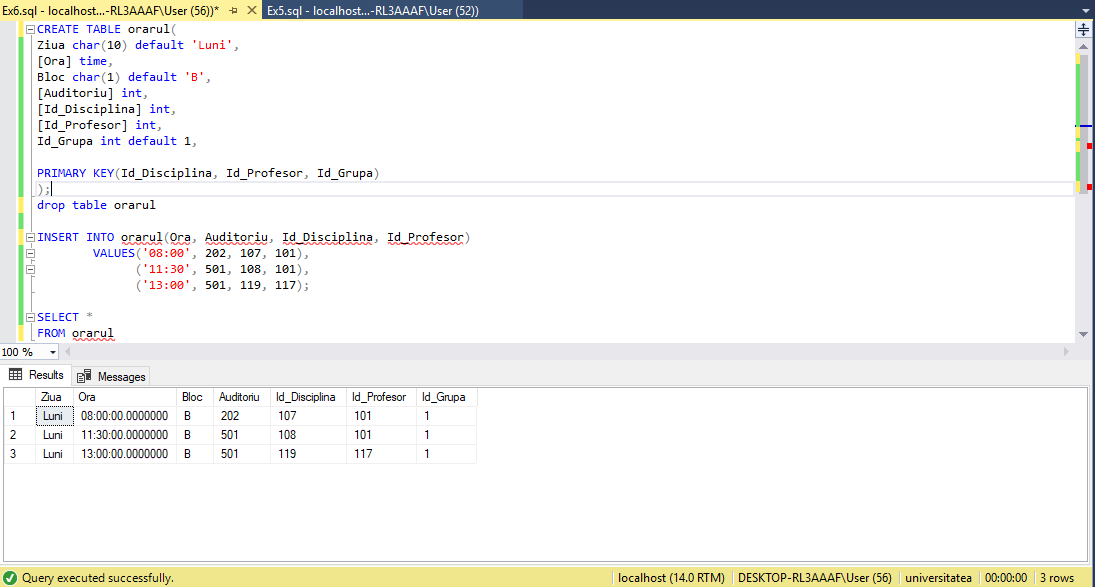 Ex6.sql - localhost...-RL3AAAF\User (56))* Ex5.sql - localhost...-RL3AAAF\User (52))
CREATE TABLE orarul(
Ziua char(10) default 'Luni',
[Ora] time,
Bloc char(1) default 'B',
[Auditoriu] int,
[Id_Disciplina] int,
[Id_Profesor] int,
Id_Grupa int default 1,
PRIMARY KEY(Id_Disciplina, Id_Profesor, Id_Grupa)
);
drop table orarul
INSERT INTO orarul(Ora, Auditoriu, Id_Disciplina, Id_Profesor)
VALUES('08:00', 202, 107, 101),
('11:30', 501, 108, 101),
('13:00', 501, 119, 117);
SELECT *
FROM orarul
100 %
Results Messages
Ziua Ora Bloc Auditoriu Id_Disciplina Id_Profesor Id_Grupa
1 Luni 08:00:00.0000000 B 202 107 101 1
2 Luni 11:30:00.0000000 B 501 108 101 1
3 Luni 13:00:00.0000000 B 501 119 117 1
Query executed successfully. localhost (14.0 RTM) DESKTOP-RL3AAAF\User (56) universitatea 00:00:00 3 rows